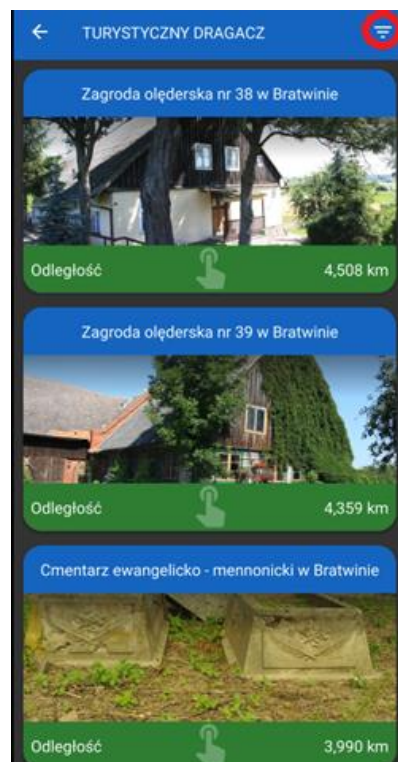 TURYSTYCZNY DRAGACZ
Zagroda olęderska nr 38 w Bratwinie
Odległość 4,508 km
Zagroda olęderska nr 39 w Bratwinie
Odległość 4,359 km
Cmentarz ewangelicko - mennonicki w Bratwinie
Odległość 3,990 km